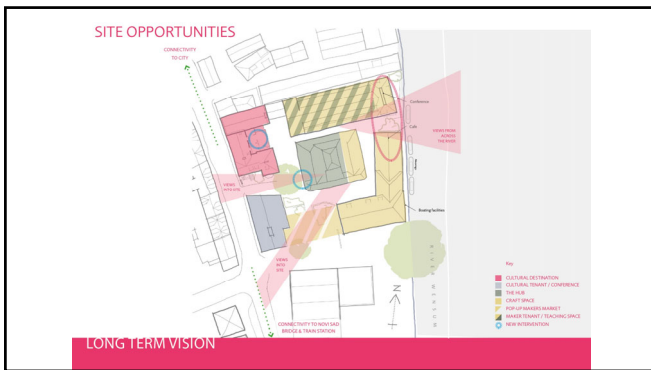 SITE OPPORTUNITIES
CONNECTIVITY
TO CITY
Conference
Café
VIEWS FROM
ACROSS
THE RIVER
VIEWS
INTO SITE
Boating facilities
VIEWS
INTO
SITE
N
RIVER WENSUM
CONNECTIVITY TO NOVI SAD
BRIDGE & TRAIN STATION
Key
CULTURAL DESTINATION
CULTURAL TENANT / CONFERENCE
THE HUB
CRAFT SPACE
POP UP MAKERS MARKET
MAKER TENANT / TEACHING SPACE
NEW INTERVENTION
LONG TERM VISION